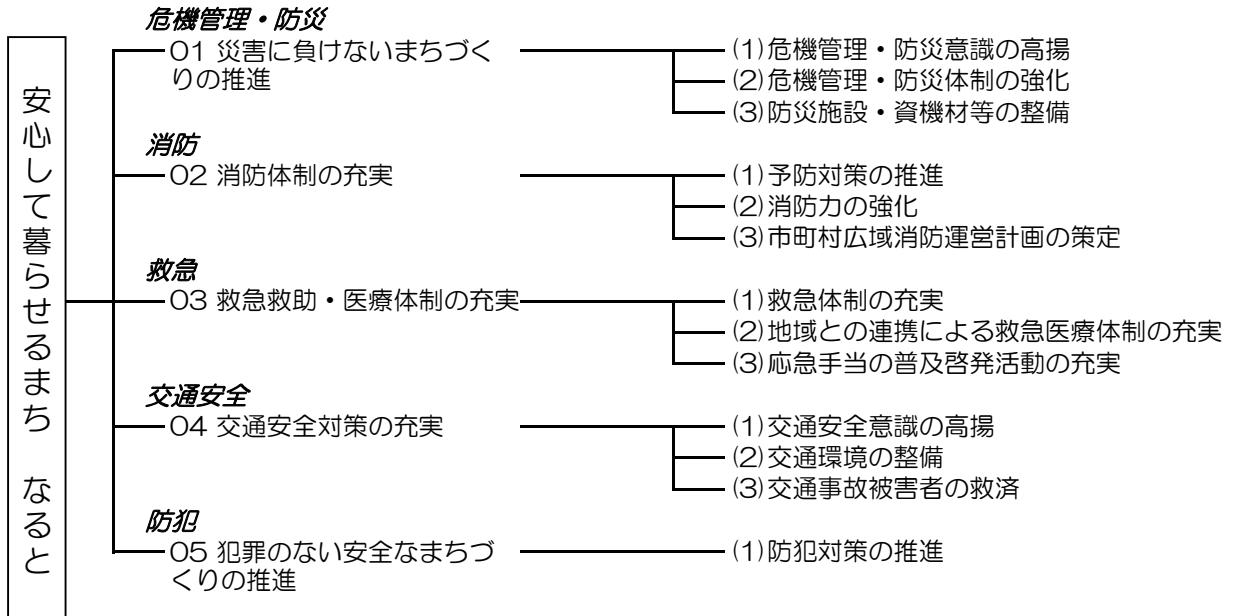 安心して暮らせるまち　なると
危機管理・防災
01 災害に負けないまちづく
りの推進
(1)危機管理・防災意識の高揚
(2)危機管理・防災体制の強化
(3)防災施設・資機材等の整備
消防
02 消防体制の充実
(1)予防対策の推進
(2)消防力の強化
(3)市町村広域消防運営計画の策定
救急
03 救急救助・医療体制の充実
(1)救急体制の充実
(2)地域との連携による救急医療体制の充実
(3)応急手当の普及啓発活動の充実
交通安全
04 交通安全対策の充実
(1)交通安全意識の高揚
(2)交通環境の整備
(3)交通事故被害者の救済
防犯
05 犯罪のない安全なまちづ
くりの推進
(1)防犯対策の推進